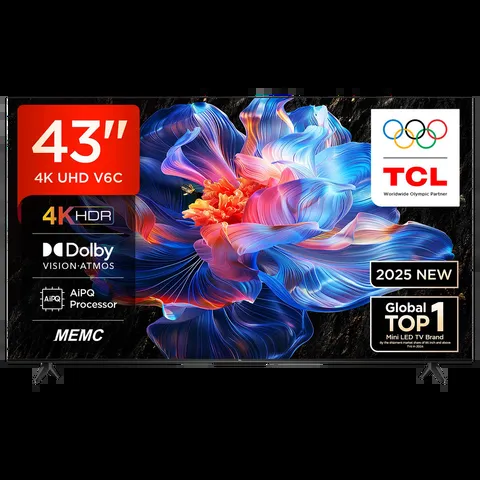 43"
4K UHD V6C
4K HDR
Dolby
VISION·ATMOS
AiPQ
AiPQ
Processor
MEMC
TCL
Worldwide Olympic Partner
2025 NEW
Global
TOP 1
Mini LED TV Brand